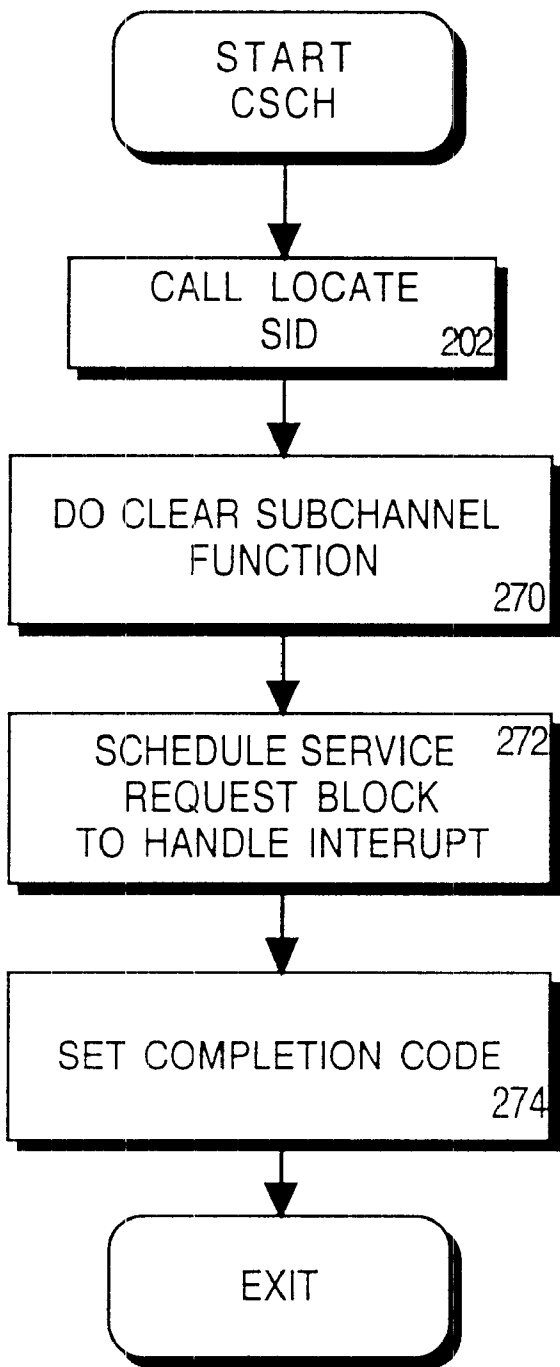 START
CSCH
CALL LOCATE
SID
202
DO CLEAR SUBCHANNEL
FUNCTION
270
SCHEDULE SERVICE
272
REQUEST BLOCK
TO HANDLE INTERUPT
SET COMPLETION CODE
274
EXIT